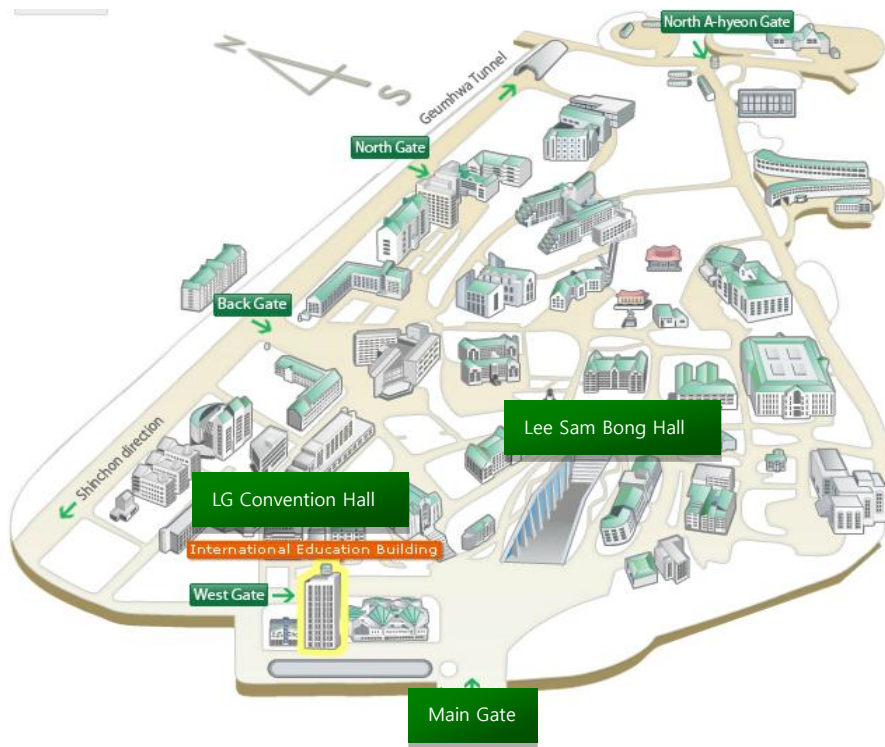 North A-hyeon Gate
N
S
Geumhwa Tunnel
North Gate
Back Gate
Lee Sam Bong Hall
Shinchon direction
LG Convention Hall
International Education Building
West Gate
Main Gate